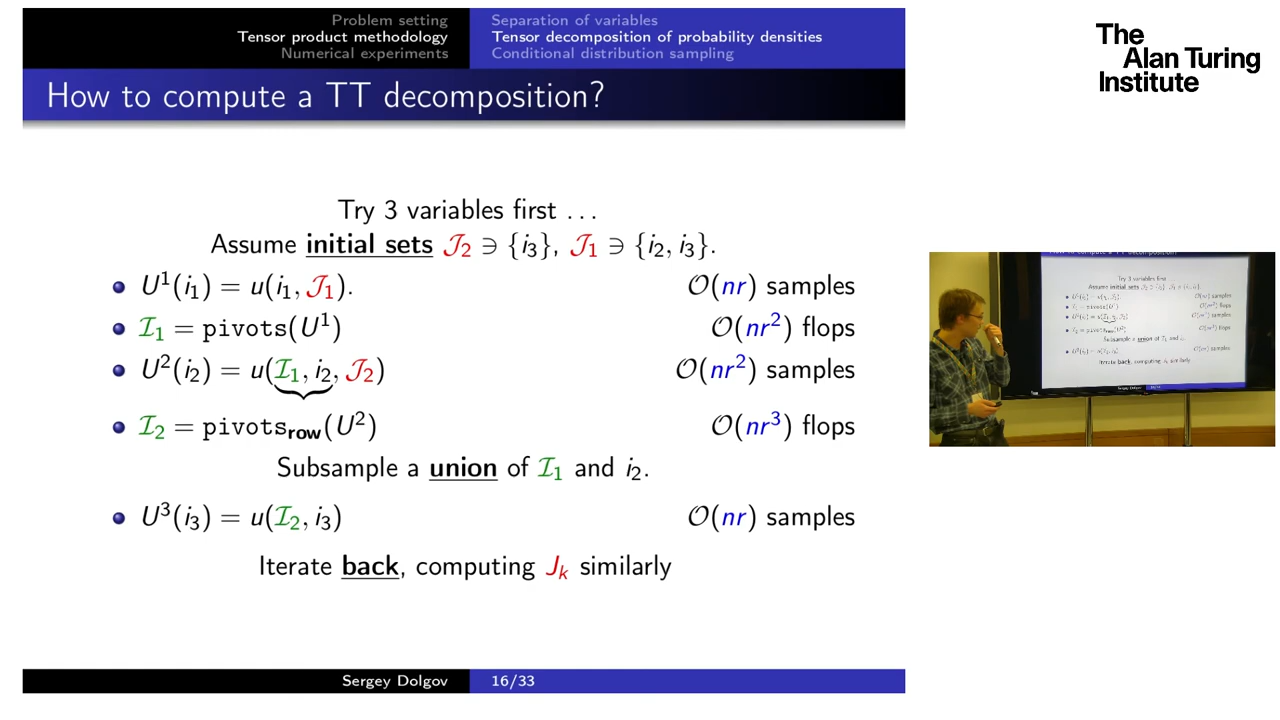 Problem setting
Tensor product methodology
Numerical experiments
Separation of variables
Tensor decomposition of probability densities
Conditional distribution sampling
The
Alan Turing
Institute
How to compute a TT decomposition?
Try 3 variables first . . .
Assume initial sets 𝒥₂ ∋ {i₃}, 𝒥₁ ∋ {i₂, i₃}.
• U¹(i₁) = u(i₁, 𝒥₁). 𝒪(nr) samples
• ℐ₁ = pivots(U¹) 𝒪(nr²) flops
• U²(i₂) = u(ℐ₁, i₂, 𝒥₂) 𝒪(nr²) samples
• ℐ₂ = pivots_row(U²) 𝒪(nr³) flops
Subsample a union of ℐ₁ and i₂.
• U³(i₃) = u(ℐ₂, i₃) 𝒪(nr) samples
Iterate back, computing J_k similarly
Sergey Dolgov 16/33